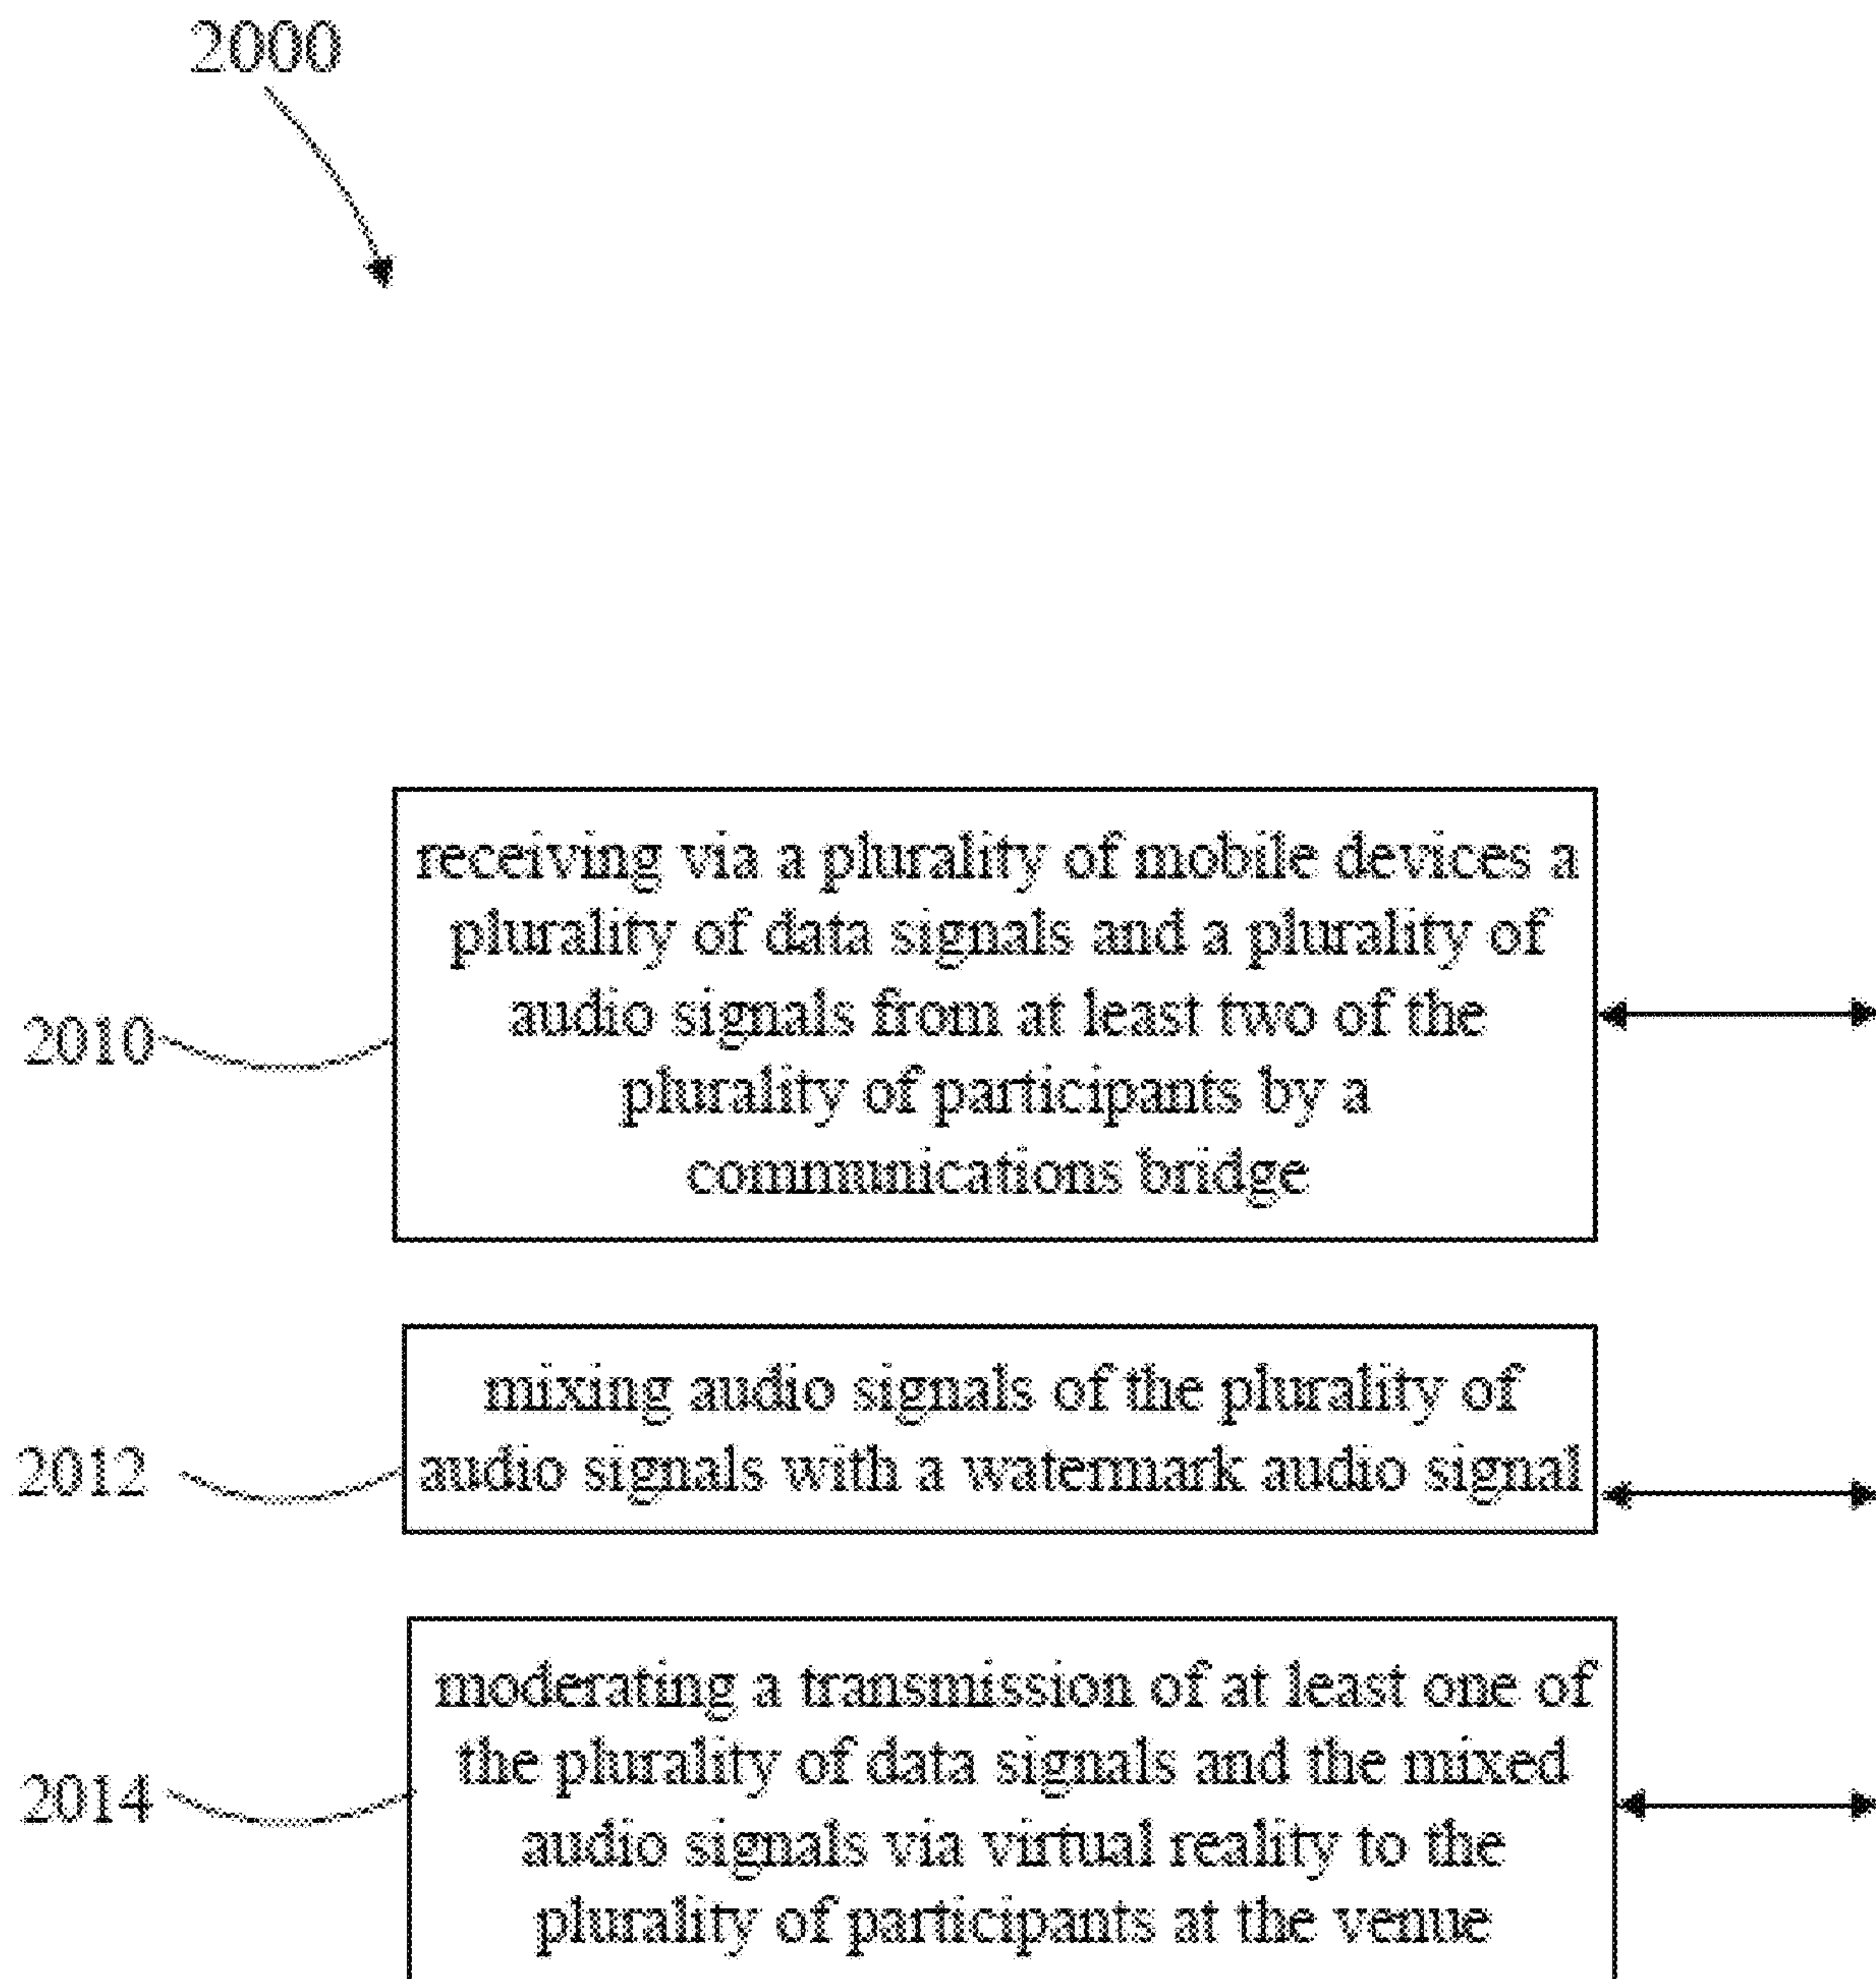 2000
receiving via a plurality of mobile devices a
plurality of data signals and a plurality of
audio signals from at least two of the
plurality of participants by a
communications bridge
2010
mixing audio signals of the plurality of
audio signals with a watermark audio signal
2012
moderating a transmission of at least one of
the plurality of data signals and the mixed
audio signals via virtual reality to the
plurality of participants at the venue
2014